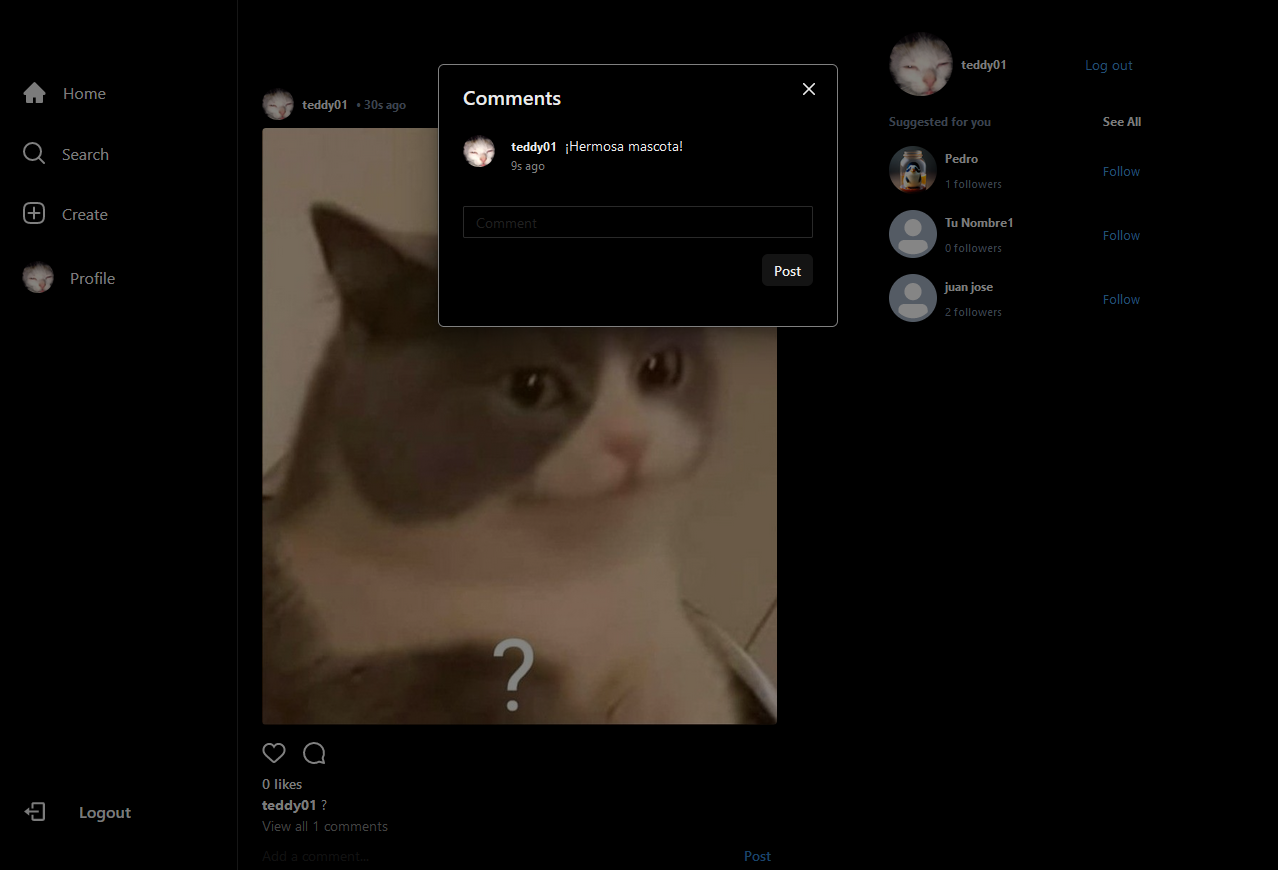 Home
Search
Create
Profile
Logout
teddy01 • 30s ago
?
0 likes
teddy01 ?
View all 1 comments
Add a comment...
Post
Comments
teddy01 ¡Hermosa mascota!
9s ago
Comment
Post
teddy01
Log out
Suggested for you
See All
Pedro
1 followers
Follow
Tu Nombre1
0 followers
Follow
juan jose
2 followers
Follow